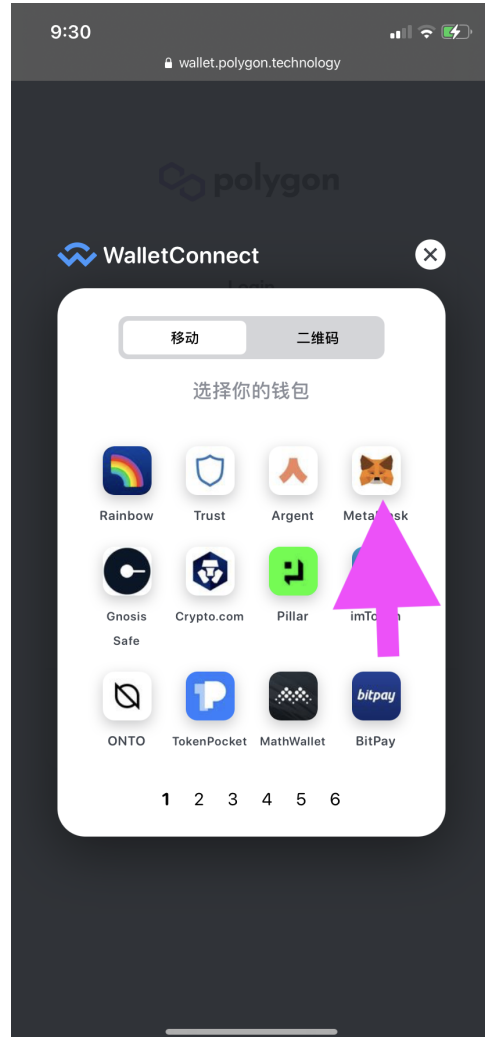 9:30
wallet.polygon.technology
polygon
WalletConnect
Login
移动 二维码
选择你的钱包
Rainbow Trust Argent
Gnosis Safe Crypto.com Pillar
bitpay
ONTO TokenPocket MathWallet BitPay
1 2 3 4 5 6